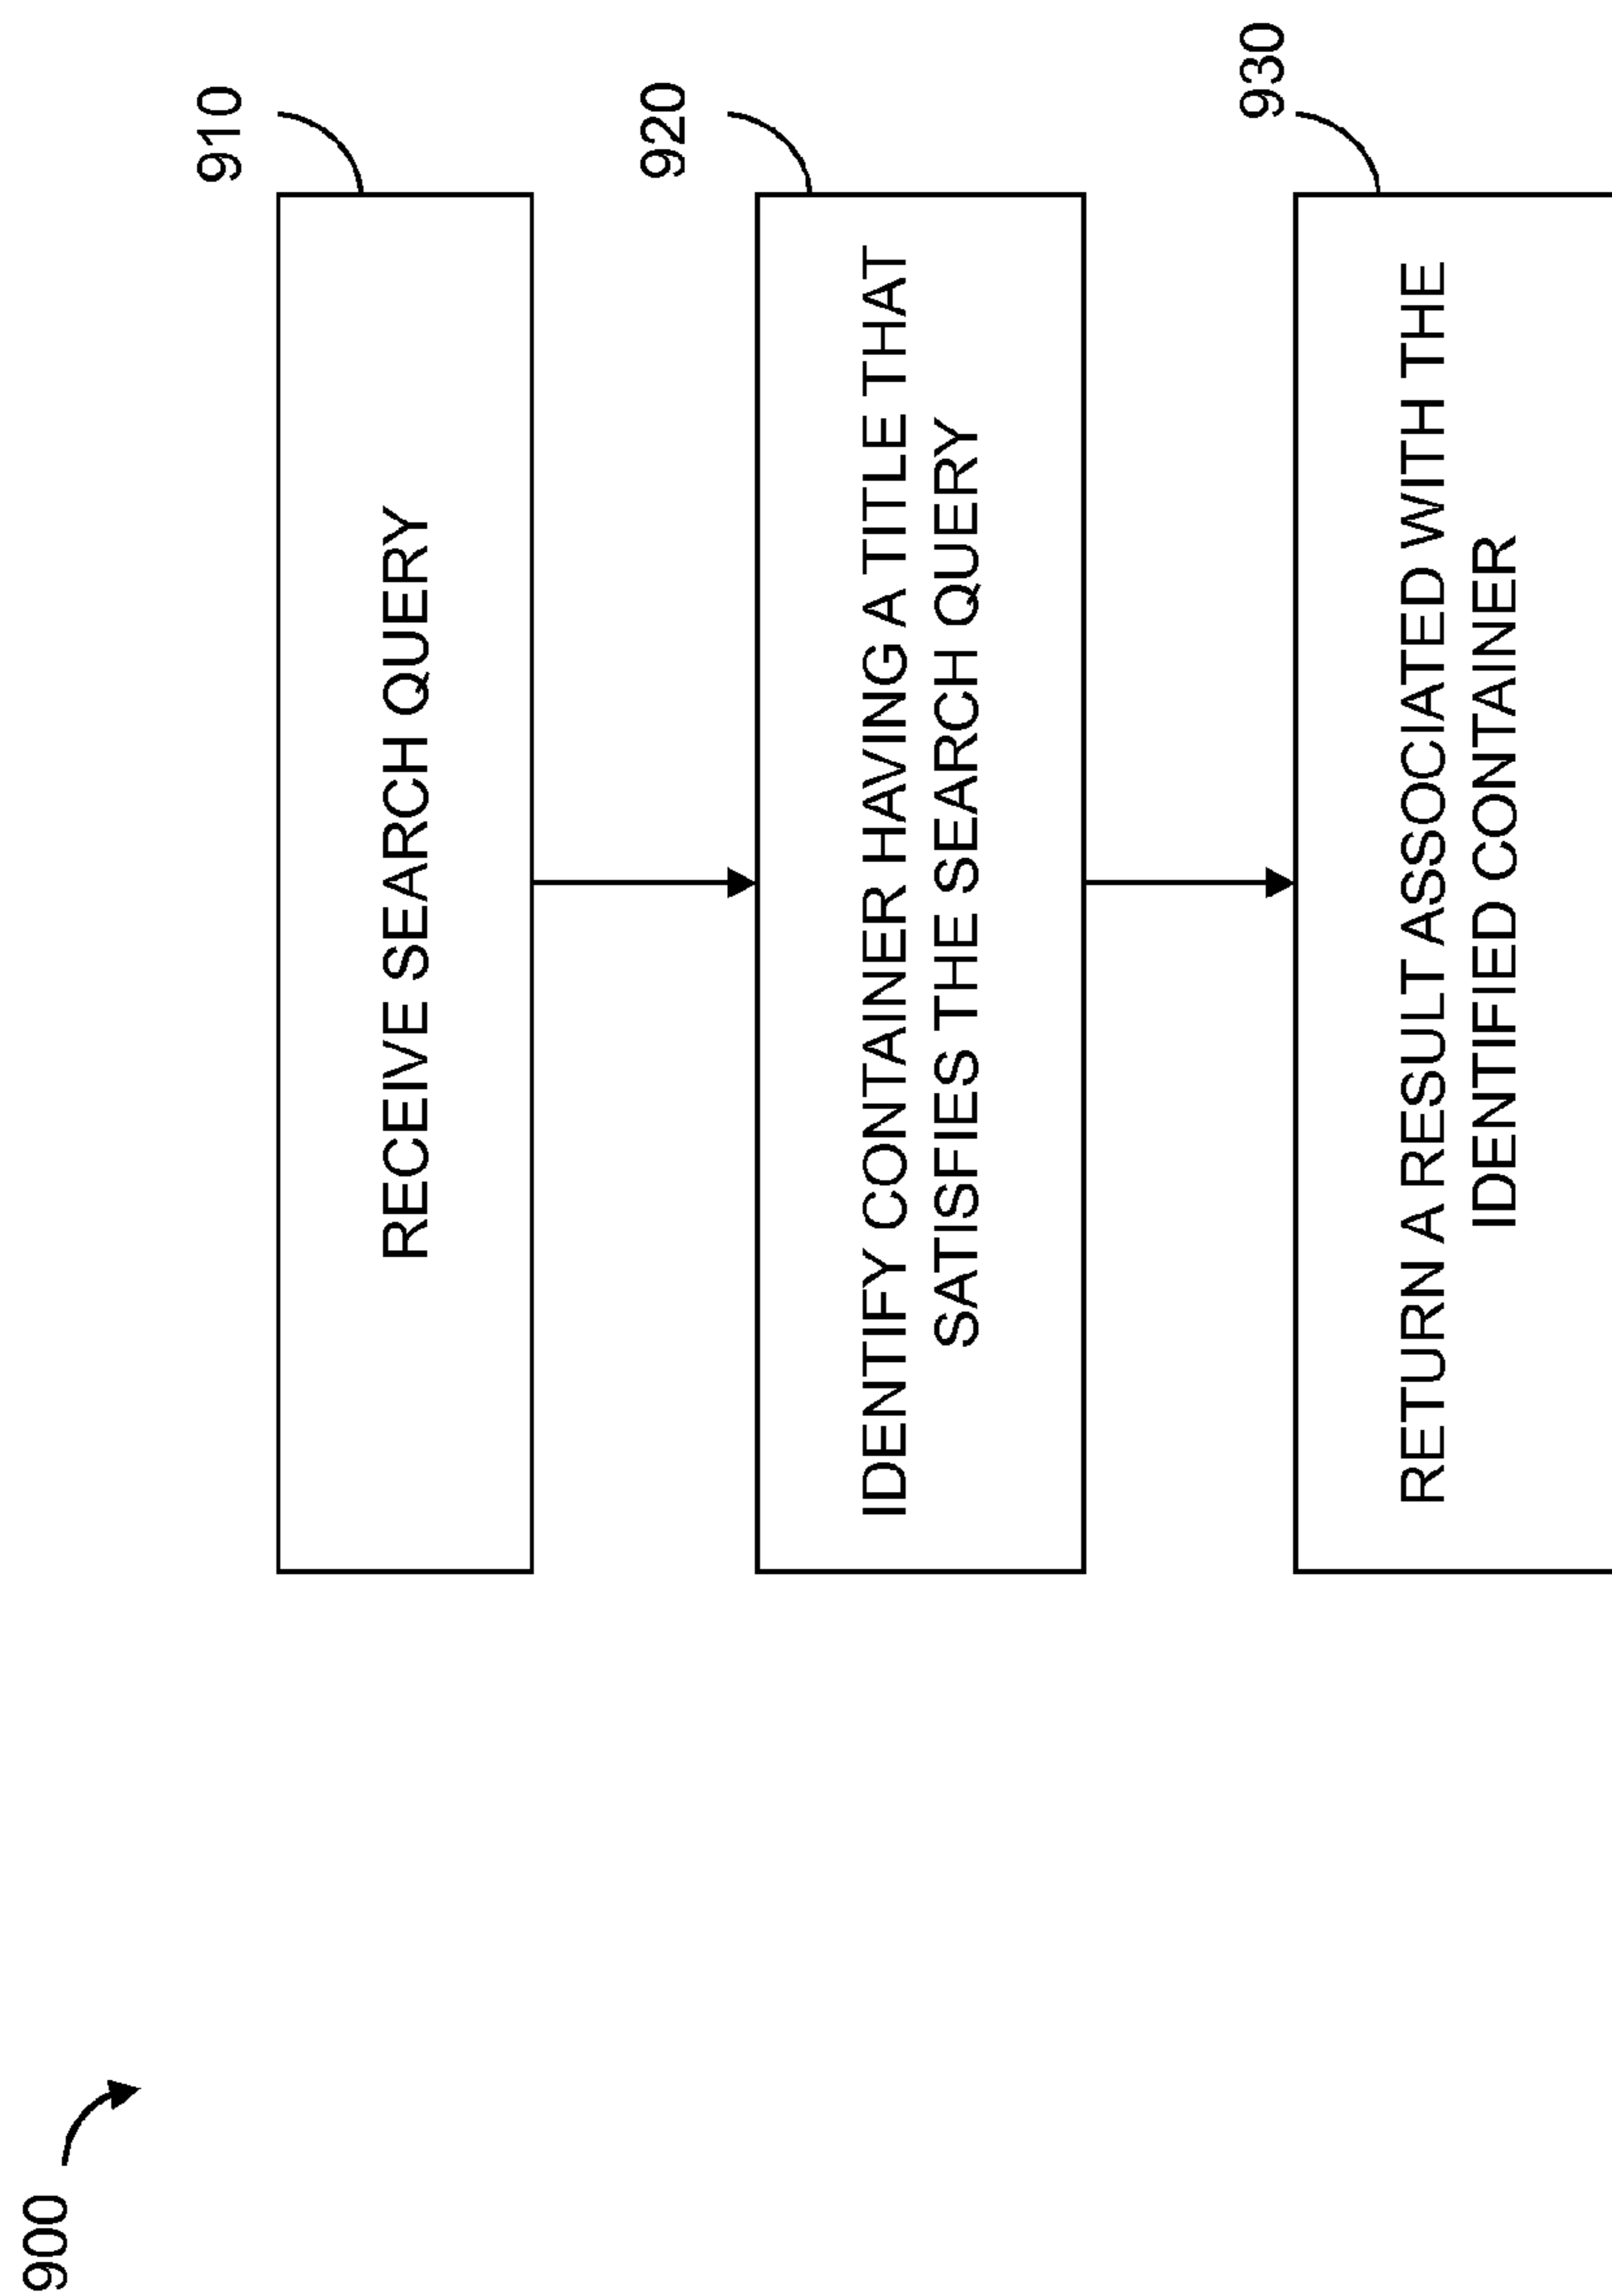 900
910
RECEIVE SEARCH QUERY
920
IDENTIFY CONTAINER HAVING A TITLE THAT
SATISFIES THE SEARCH QUERY
930
RETURN A RESULT ASSOCIATED WITH THE
IDENTIFIED CONTAINER